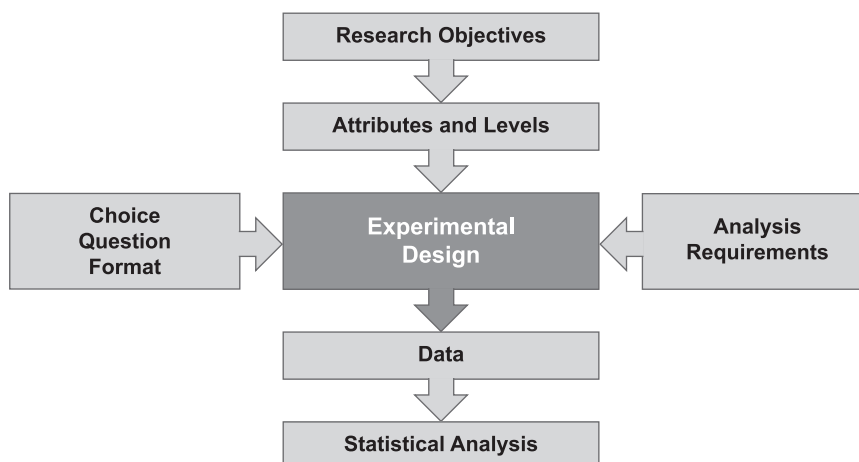 Research Objectives
Attributes and Levels
Choice
Question
Format
Experimental
Design
Analysis
Requirements
Data
Statistical Analysis